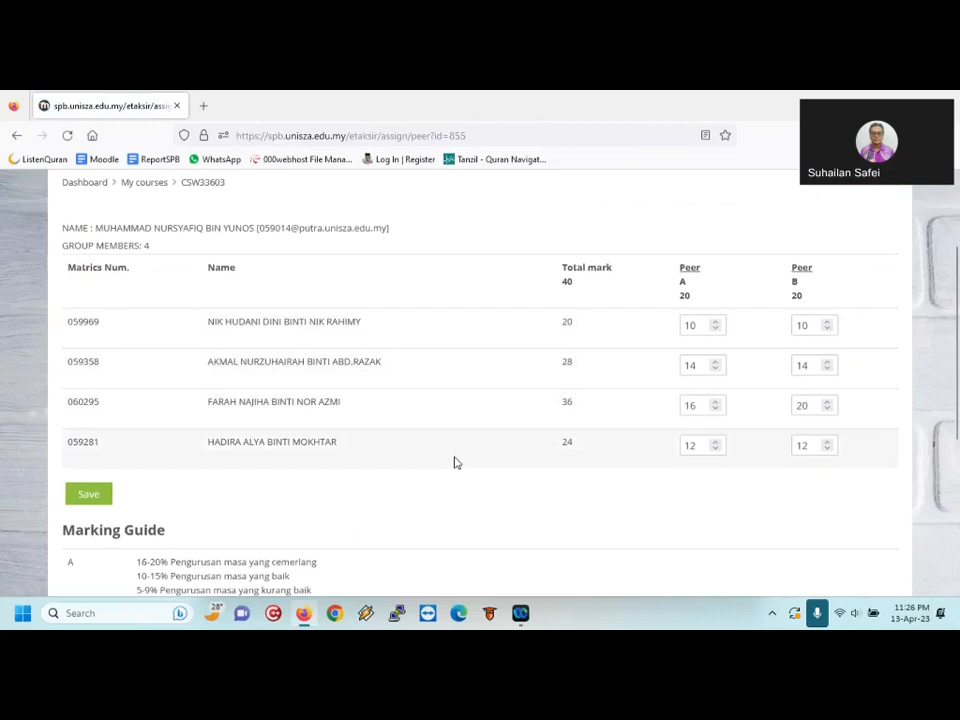 spb.unisza.edu.my/etaksir/assig
https://spb.unisza.edu.my/etaksir/assign/peer?id=855
ListenQuran Moodle ReportSPB WhatsApp 000webhost File Mana... Log In | Register Tanzil - Quran Navigat...
Suhailan Safei
Dashboard > My courses > CSW33603
NAME : MUHAMMAD NURSYAFIQ BIN YUNOS [059014@putra.unisza.edu.my]
GROUP MEMBERS: 4
Matrics Num. Name Total mark 40 Peer A 20 Peer B 20
059969 NIK HUDANI DINI BINTI NIK RAHIMY 20 10 10
059358 AKMAL NURZUHAIRAH BINTI ABD.RAZAK 28 14 14
060295 FARAH NAJIHA BINTI NOR AZMI 36 16 20
059281 HADIRA ALYA BINTI MOKHTAR 24 12 12
Save
Marking Guide
A 16-20% Pengurusan masa yang cemerlang
10-15% Pengurusan masa yang baik
5-9% Pengurusan masa yang kurang baik
Search 28° 11:26 PM
13-Apr-23